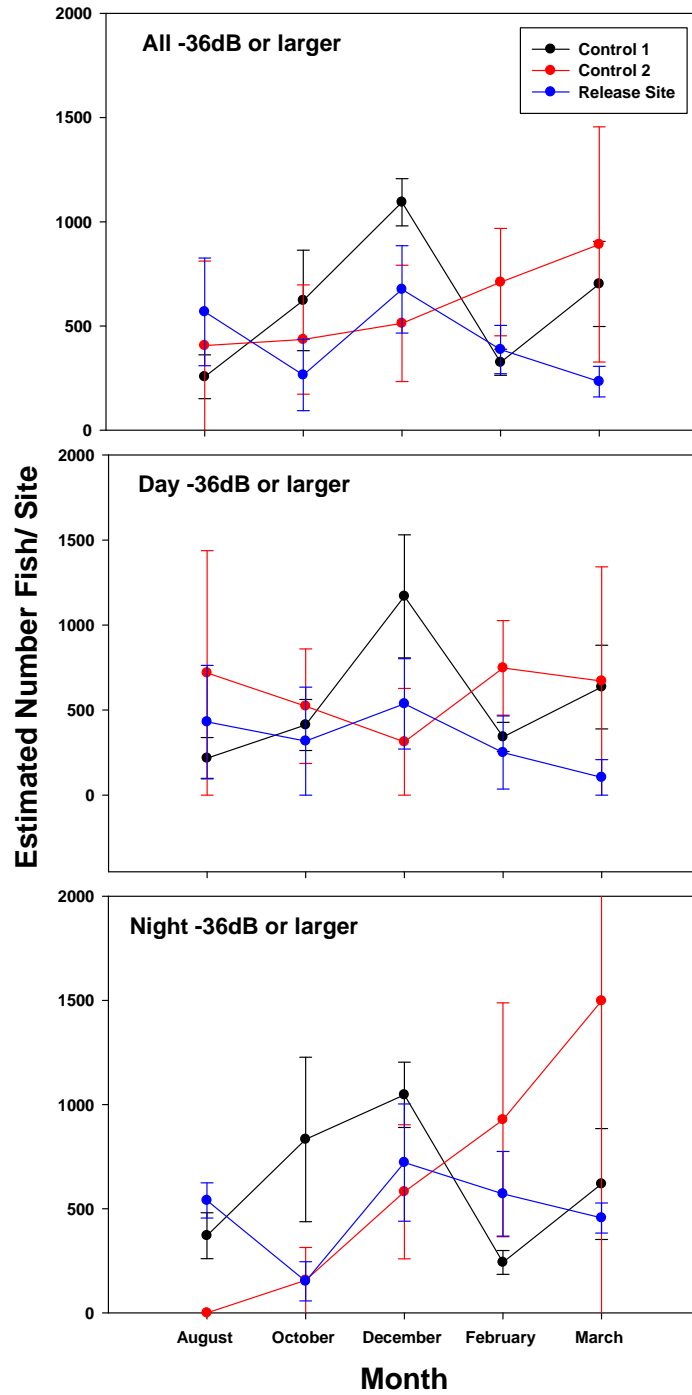 Estimated Number Fish/ Site
All -36dB or larger
Control 1
Control 2
Release Site
2000
1500
1000
500
0
Day -36dB or larger
2000
1500
1000
500
0
Night -36dB or larger
2000
1500
1000
500
0
August October December February March
Month